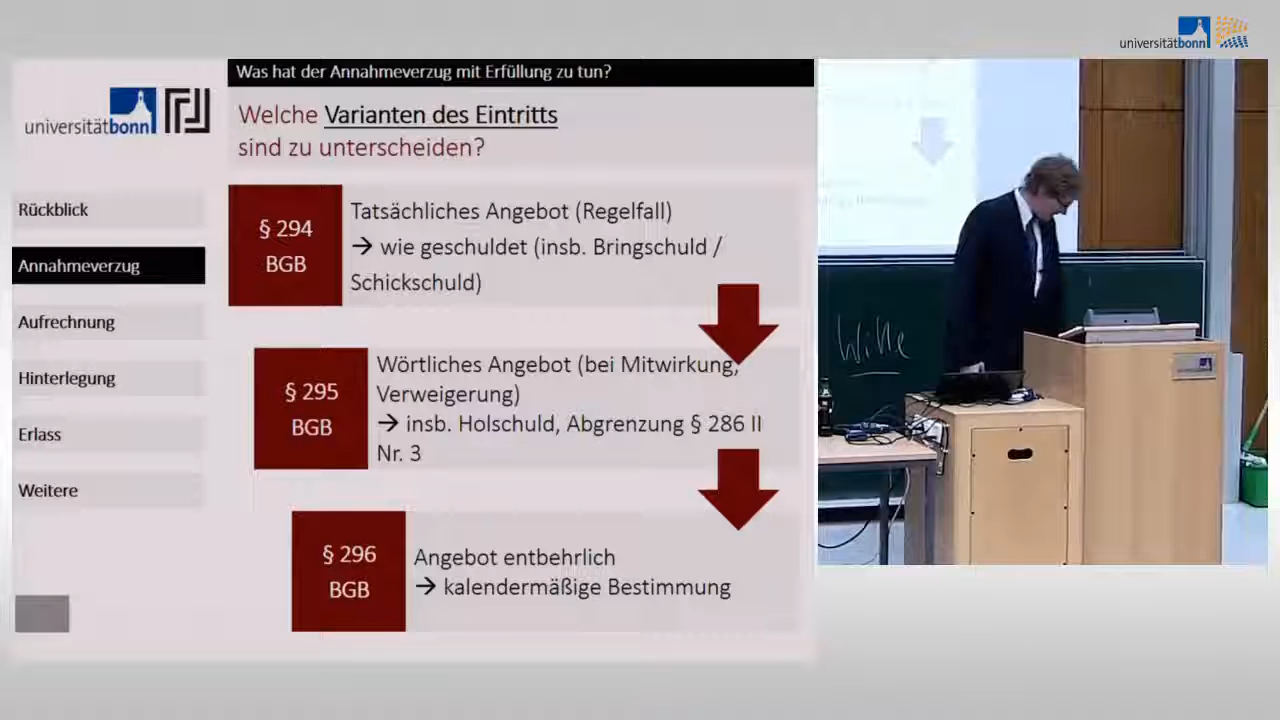 universitätbonn
Was hat der Annahmeverzug mit Erfüllung zu tun?
universitätbonn
Welche Varianten des Eintritts
sind zu unterscheiden?
Rückblick
Annahmeverzug
Aufrechnung
Hinterlegung
Erlass
Weitere
§ 294
BGB
Tatsächliches Angebot (Regelfall)
→ wie geschuldet (insb. Bringschuld /
Schickschuld)
§ 295
BGB
Wörtliches Angebot (bei Mitwirkung,
Verweigerung)
→ insb. Holschuld, Abgrenzung § 286 II
Nr. 3
§ 296
BGB
Angebot entbehrlich
→ kalendermäßige Bestimmung
Wille